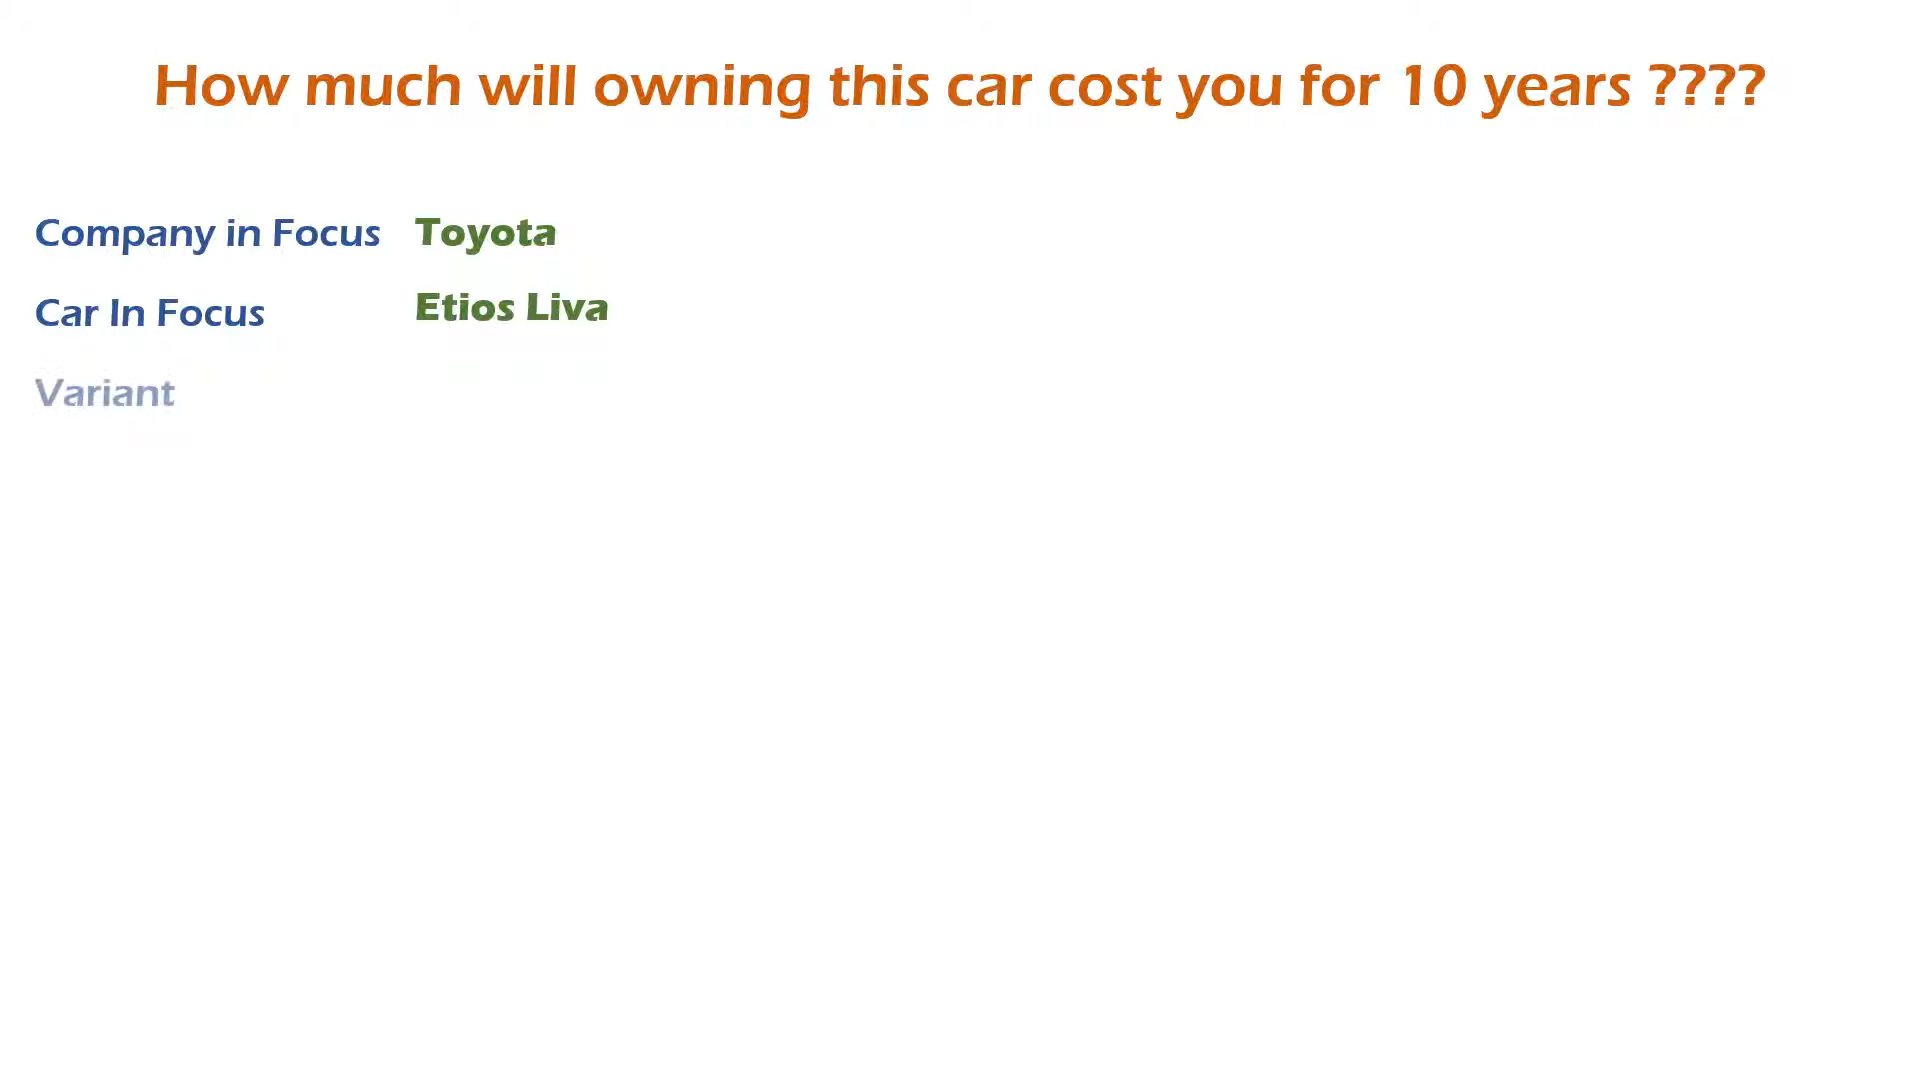 How much will owning this car cost you for 10 years ????
Company in Focus Toyota
Car In Focus Etios Liva
Variant